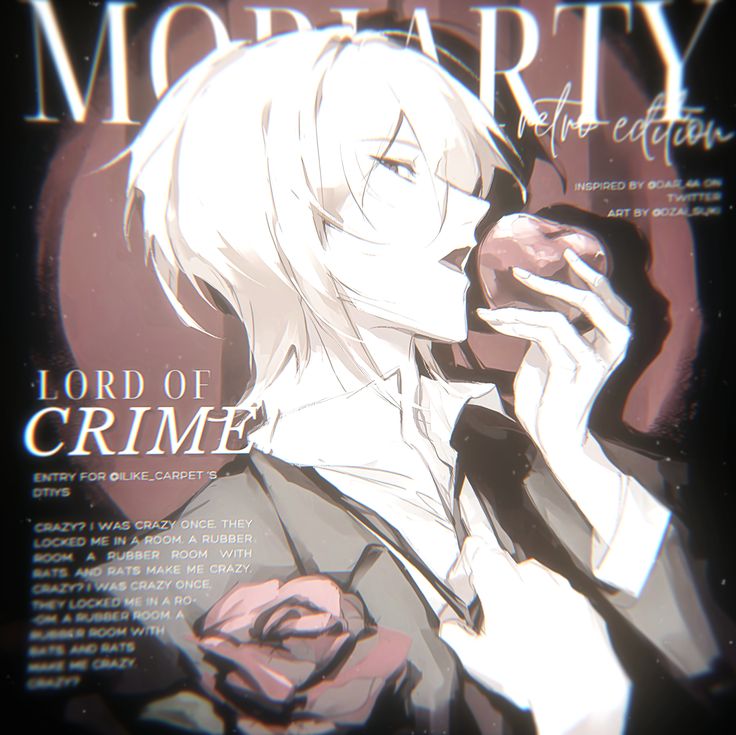 MORIARTY
retro edition
INSPIRED BY @DAR_4A ON
TWITTER
ART BY @DZAI_SUKI
LORD OF
CRIME
ENTRY FOR @ILIKE_CARPET'S
DTIYS
CRAZY? I WAS CRAZY ONCE. THEY
LOCKED ME IN A ROOM. A RUBBER
ROOM. A RUBBER ROOM WITH
RATS. AND RATS MAKE ME CRAZY.
CRAZY? I WAS CRAZY ONCE.
THEY LOCKED ME IN A RO-
-OM. A RUBBER ROOM. A
RUBBER ROOM WITH
RATS. AND RATS
MAKE ME CRAZY.
CRAZY?